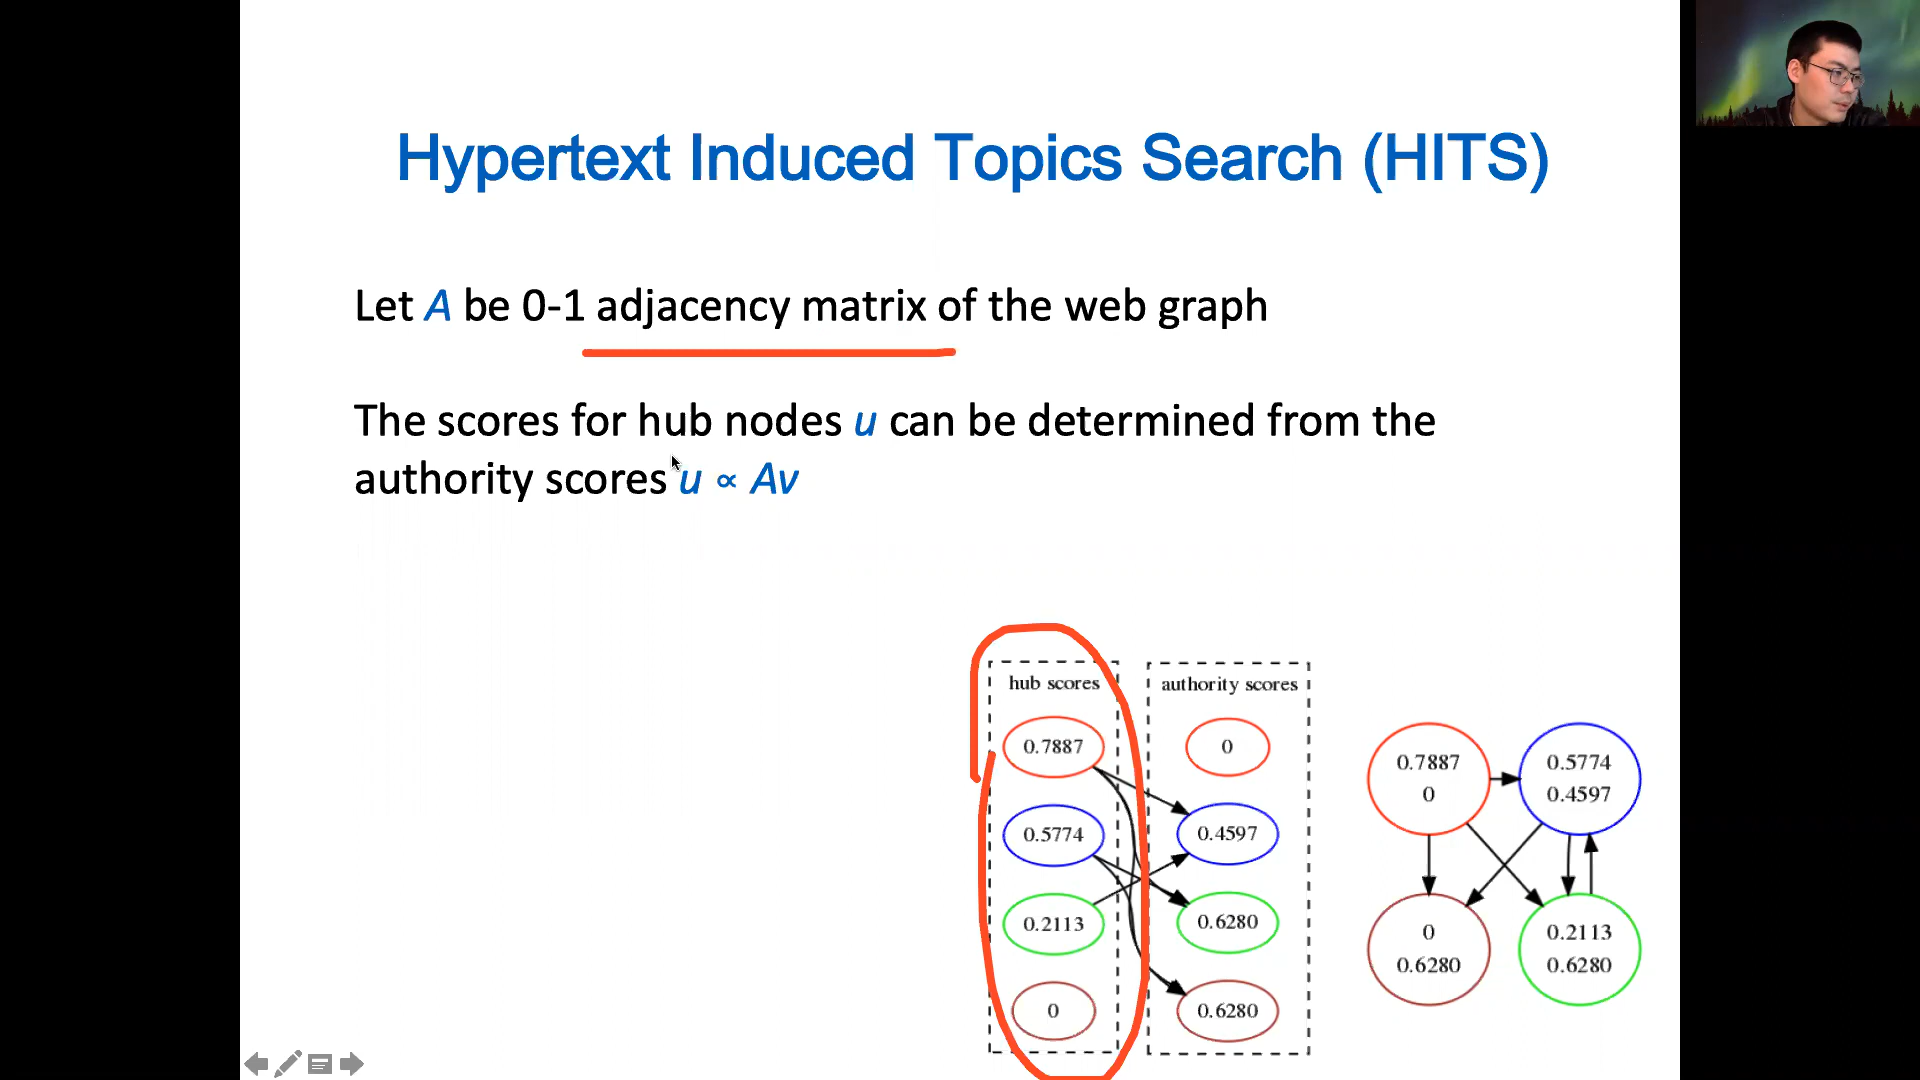 Hypertext Induced Topics Search (HITS)
Let A be 0-1 adjacency matrix of the web graph
The scores for hub nodes u can be determined from the
authority scores u ∝ Av
hub scores
0.7887
0.5774
0.2113
0
authority scores
0
0.4597
0.6280
0.6280
0.7887
0
0.5774
0.4597
0
0.6280
0.2113
0.6280